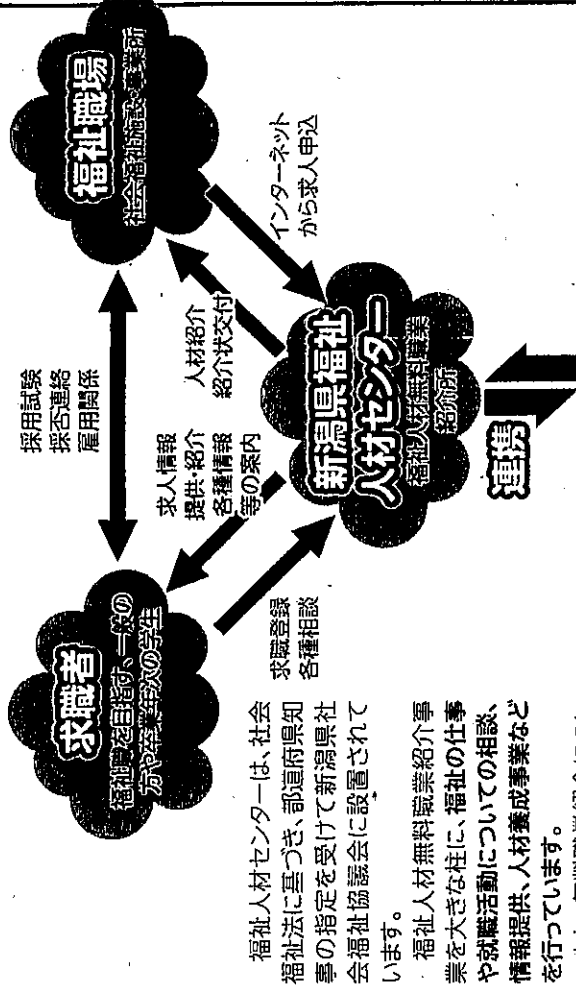 求職者
福祉職を目指す、一般の
方や卒業年次の学生
採用試験
採否連絡
雇用関係
福祉職場
社会福祉施設・事業所
求人情報
提供・紹介
各種情報
等の案内
人材紹介
紹介状交付
インターネット
から求人申込
求職登録
各種相談
新潟県福祉
人材センター
福祉人材無料職業
紹介所
連携
福祉人材センターは、社会
福祉法に基づき、都道府県知
事の指定を受けて新潟県社
会福祉協議会に設置されて
います。
福祉人材無料職業紹介事
業を大きな柱に、福祉の仕事
や就職活動についての相談、
情報提供、人材養成事業など
を行っています。